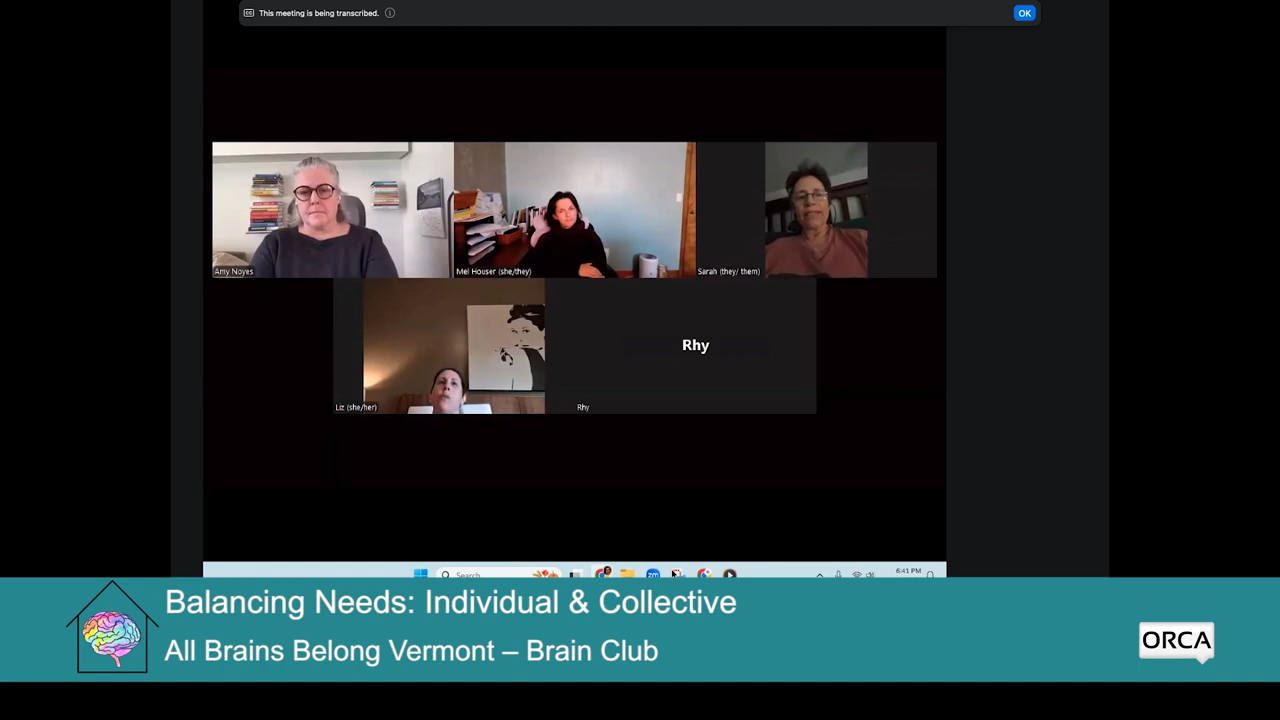 This meeting is being transcribed.
OK
Amy Noyes
Mel Houser (she/they)
Sarah (they/ them)
Liz (she/her)
Rhy
Rhy
Search
6:41 PM
Balancing Needs: Individual & Collective
All Brains Belong Vermont – Brain Club
ORCA